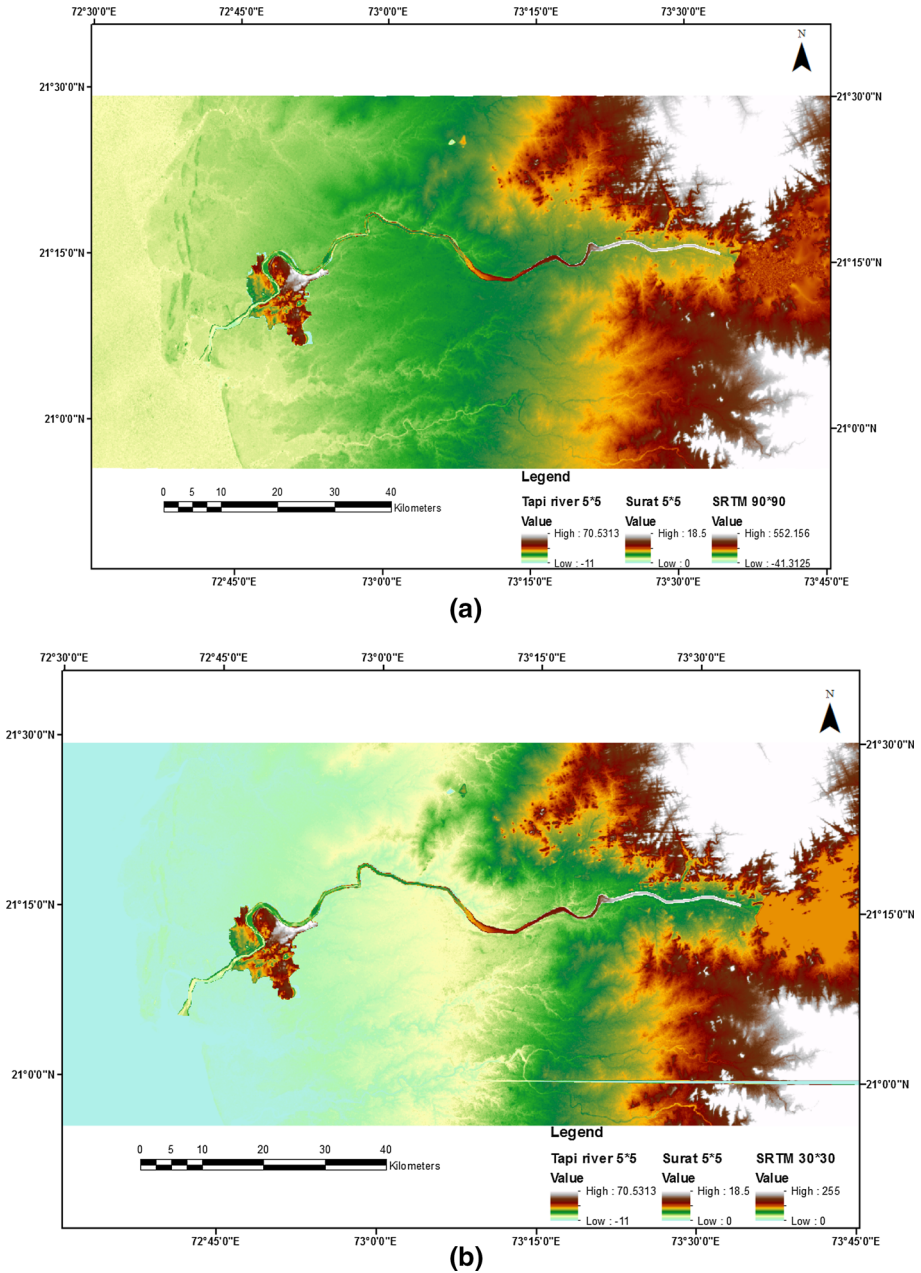 72°45'0"E 73°0'0"E 73°15'0"E 73°30'0"E
N
21°30'0"N 21°30'0"N
21°15'0"N 21°15'0"N
21°0'0"N 21°0'0"N
Legend
0 5 10 20 30 40
Kilometers
Tapi river 5*5 Surat 5*5 SRTM 90*90
Value Value Value
High : 70.5313 High : 18.5 High : 552.156
Low : -11 Low : 0 Low : -41.3125
72°45'0"E 73°0'0"E 73°15'0"E 73°30'0"E 73°45'0"E
(a)
72°30'0"E 72°45'0"E 73°0'0"E 73°15'0"E 73°30'0"E
N
21°30'0"N 21°30'0"N
21°15'0"N 21°15'0"N
21°0'0"N 21°0'0"N
Legend
0 5 10 20 30 40
Kilometers
Tapi river 5*5 Surat 5*5 SRTM 30*30
Value Value Value
High : 70.5313 High : 18.5 High : 255
Low : -11 Low : 0 Low : 0
72°45'0"E 73°0'0"E 73°15'0"E 73°30'0"E 73°45'0"E
(b)